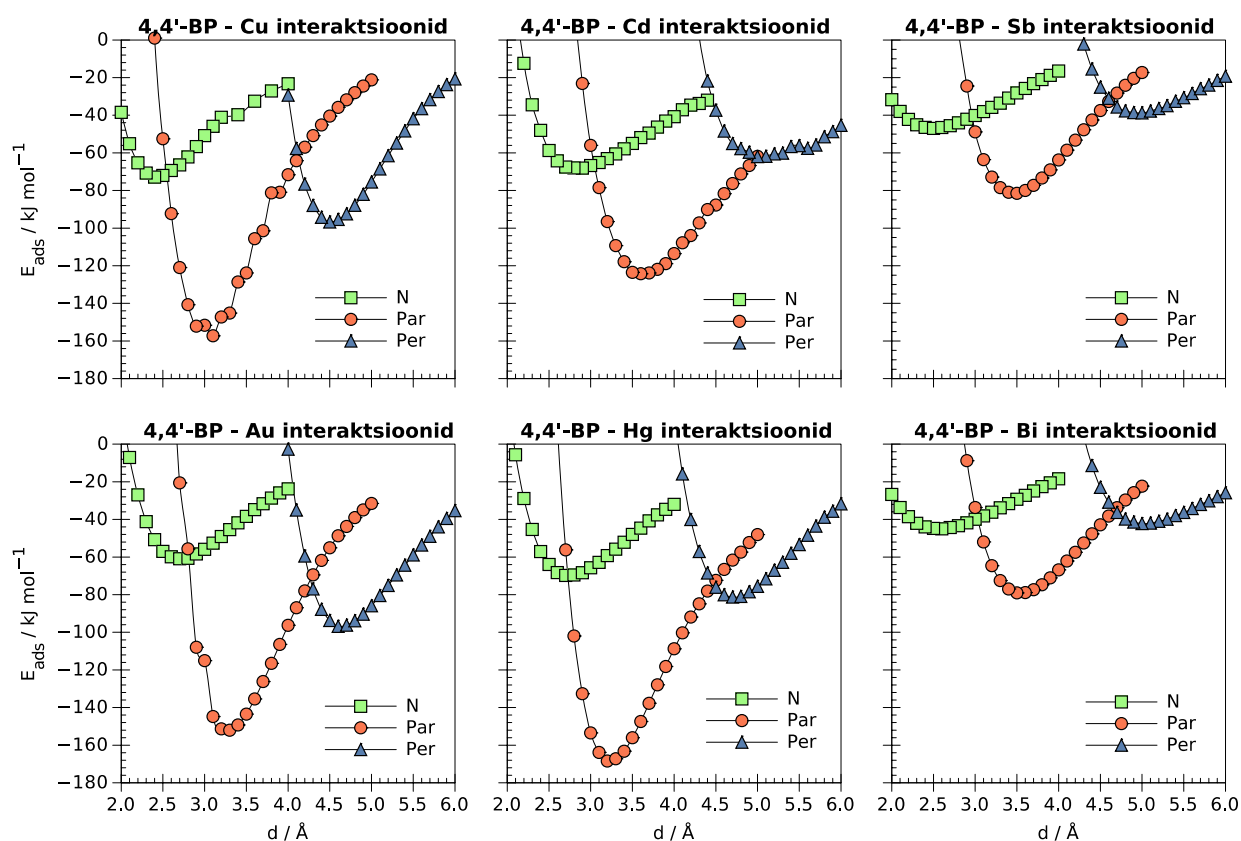 4,4'-BP - Cu interaktsioonid
4,4'-BP - Cd interaktsioonid
4,4'-BP - Sb interaktsioonid
0
−20
−40
−60
−80
−100
−120
−140
−160
−180
E_ads / kJ mol⁻¹
N
Par
Per
N
Par
Per
N
Par
Per
4,4'-BP - Au interaktsioonid
4,4'-BP - Hg interaktsioonid
4,4'-BP - Bi interaktsioonid
0
−20
−40
−60
−80
−100
−120
−140
−160
−180
E_ads / kJ mol⁻¹
N
Par
Per
N
Par
Per
N
Par
Per
2.0 2.5 3.0 3.5 4.0 4.5 5.0 5.5 6.0
2.0 2.5 3.0 3.5 4.0 4.5 5.0 5.5 6.0
2.0 2.5 3.0 3.5 4.0 4.5 5.0 5.5 6.0
d / Å
d / Å
d / Å